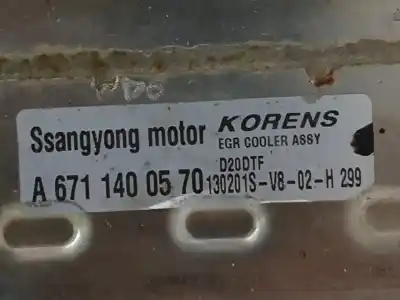 Ssangyong motor KORENS
EGR COOLER ASSY
D20DTF
A 671 140 05 70 130201S-V8-02-H 299